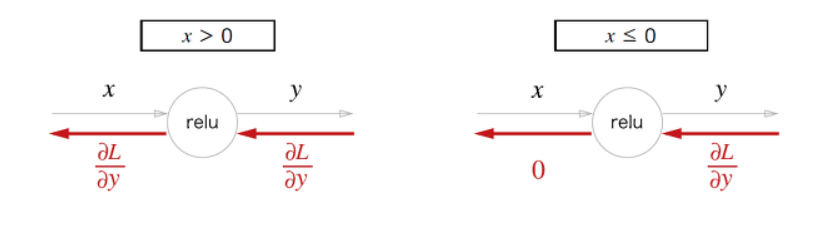 x > 0
x ≤ 0
x
y
x
y
relu
relu
∂L/∂y
∂L/∂y
0
∂L/∂y